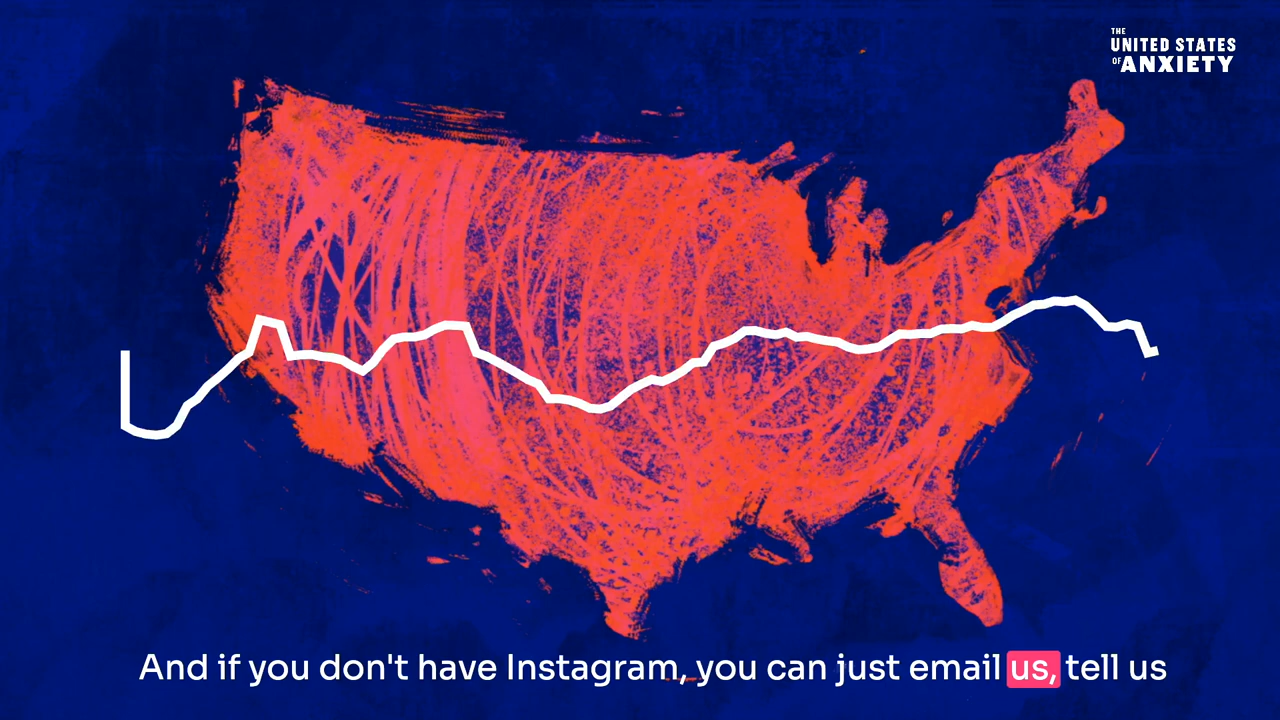 THE
UNITED STATES
OF ANXIETY
And if you don't have Instagram, you can just email us, tell us